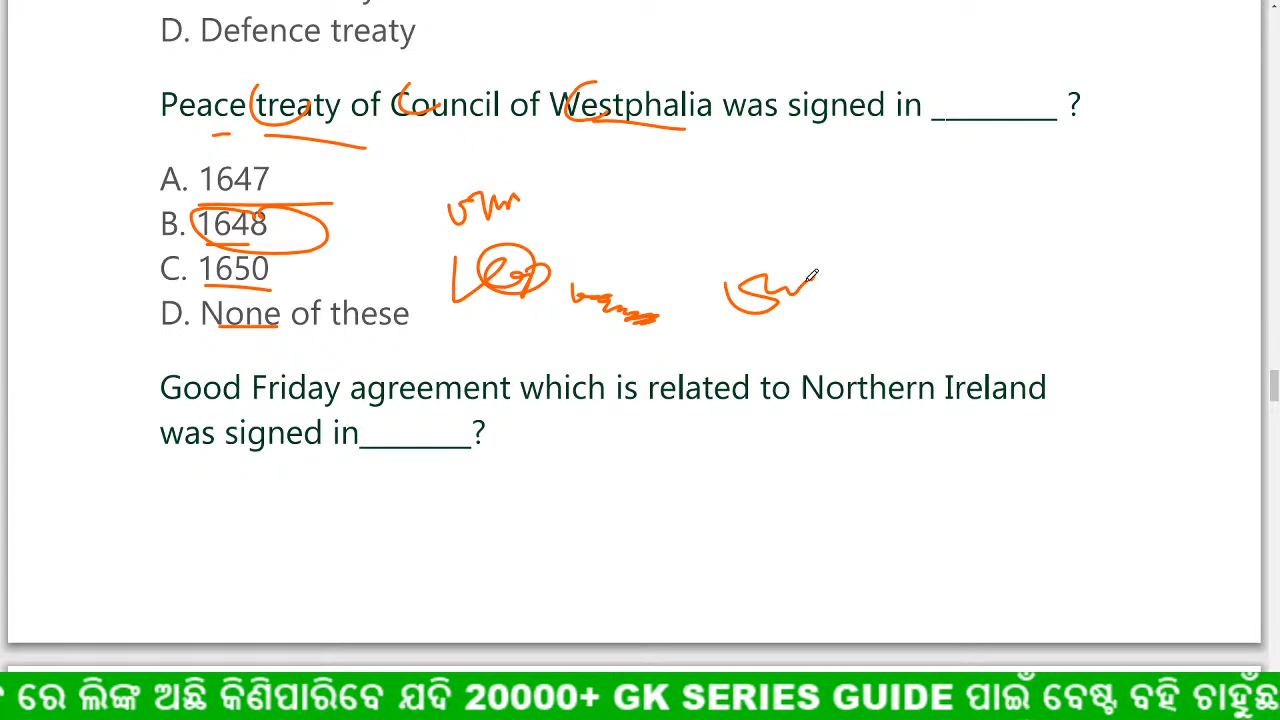 D. Defence treaty
Peace treaty of Council of Westphalia was signed in ________ ?
A. 1647
B. 1648
C. 1650
D. None of these
Good Friday agreement which is related to Northern Ireland
was signed in_______?
ରେ ଲିଙ୍କ ଅଛି କିଣିପାରିବେ ଯଦି 20000+ GK SERIES GUIDE ପାଇଁ ବେଷ୍ଟ ବହି ଚାହୁଁଛ